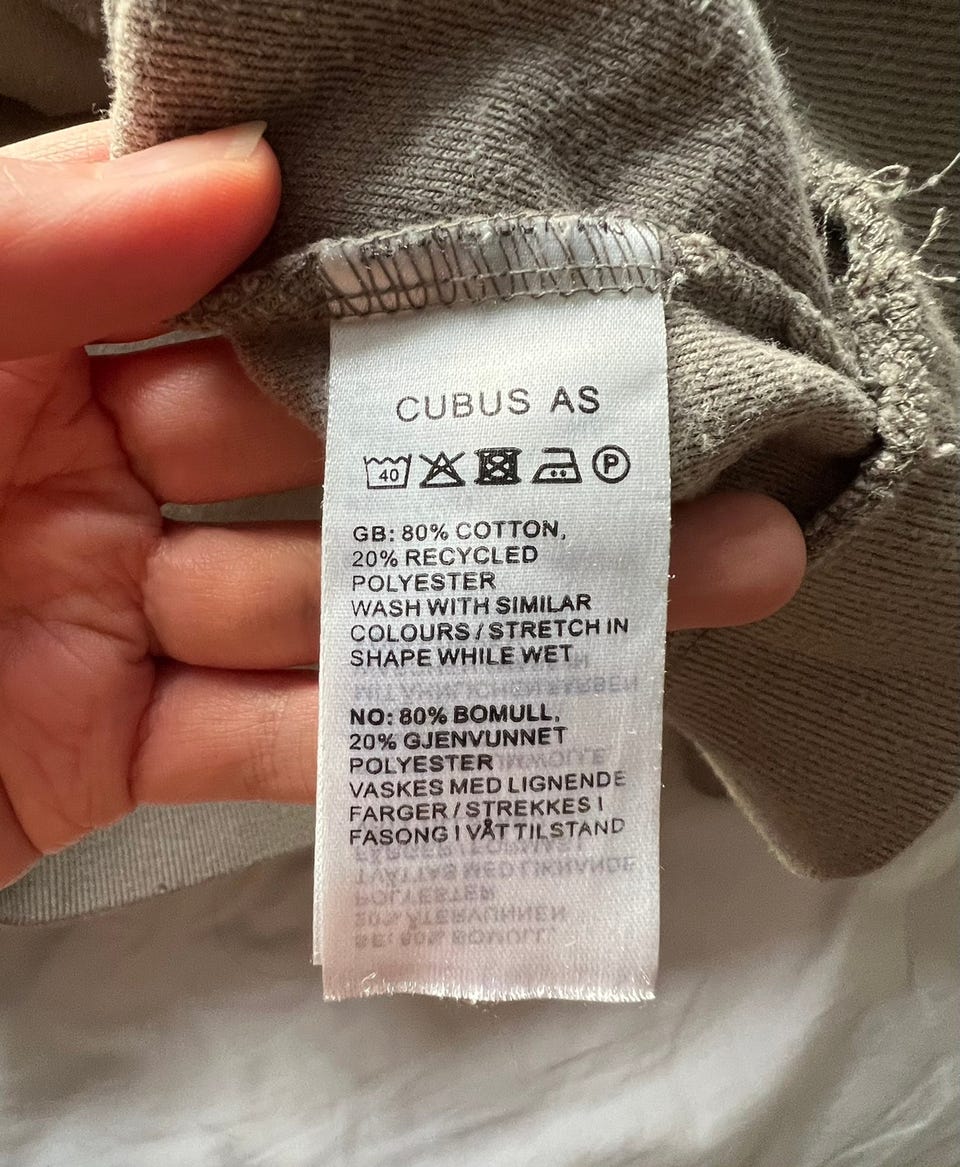 CUBUS AS
40 P
GB: 80% COTTON,
20% RECYCLED
POLYESTER
WASH WITH SIMILAR
COLOURS / STRETCH IN
SHAPE WHILE WET
NO: 80% BOMULL,
20% GJENVUNNET
POLYESTER
VASKES MED LIGNENDE
FARGER / STREKKES I
FASONG I VÅT TILSTAND